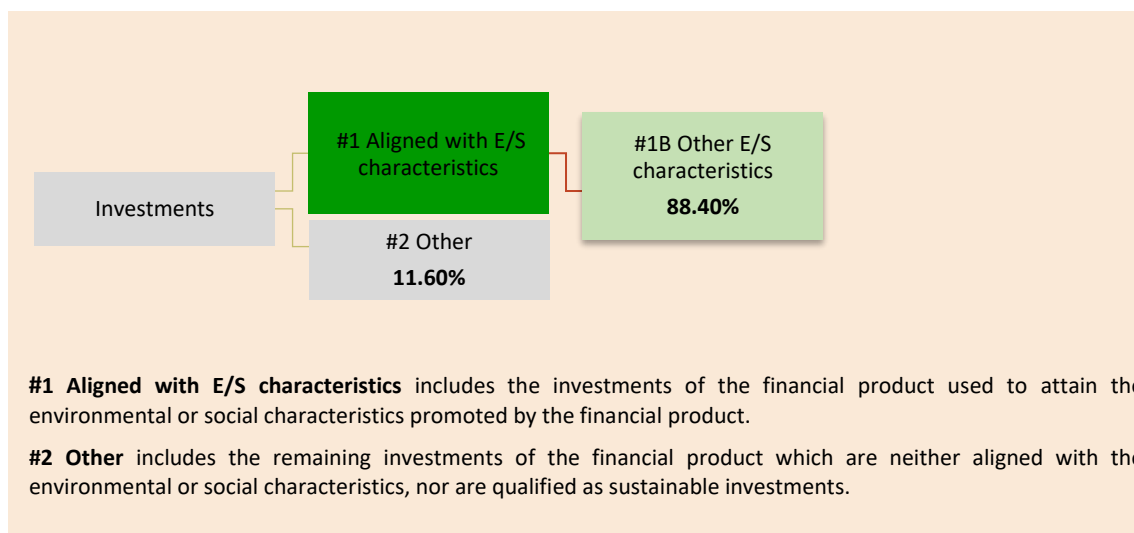 #1 Aligned with E/S
characteristics
#1B Other E/S
characteristics
88.40%
Investments
#2 Other
11.60%
#1 Aligned with E/S characteristics includes the investments of the financial product used to attain the
environmental or social characteristics promoted by the financial product.
#2 Other includes the remaining investments of the financial product which are neither aligned with the
environmental or social characteristics, nor are qualified as sustainable investments.